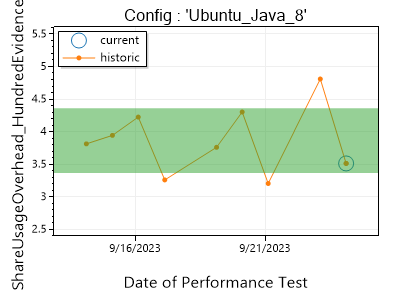 Config : 'Ubuntu_Java_8'
current
historic
ShareUsageOverhead_HundredEvidence
5.5
5
4.5
4
3.5
3
2.5
9/16/2023
9/21/2023
Date of Performance Test